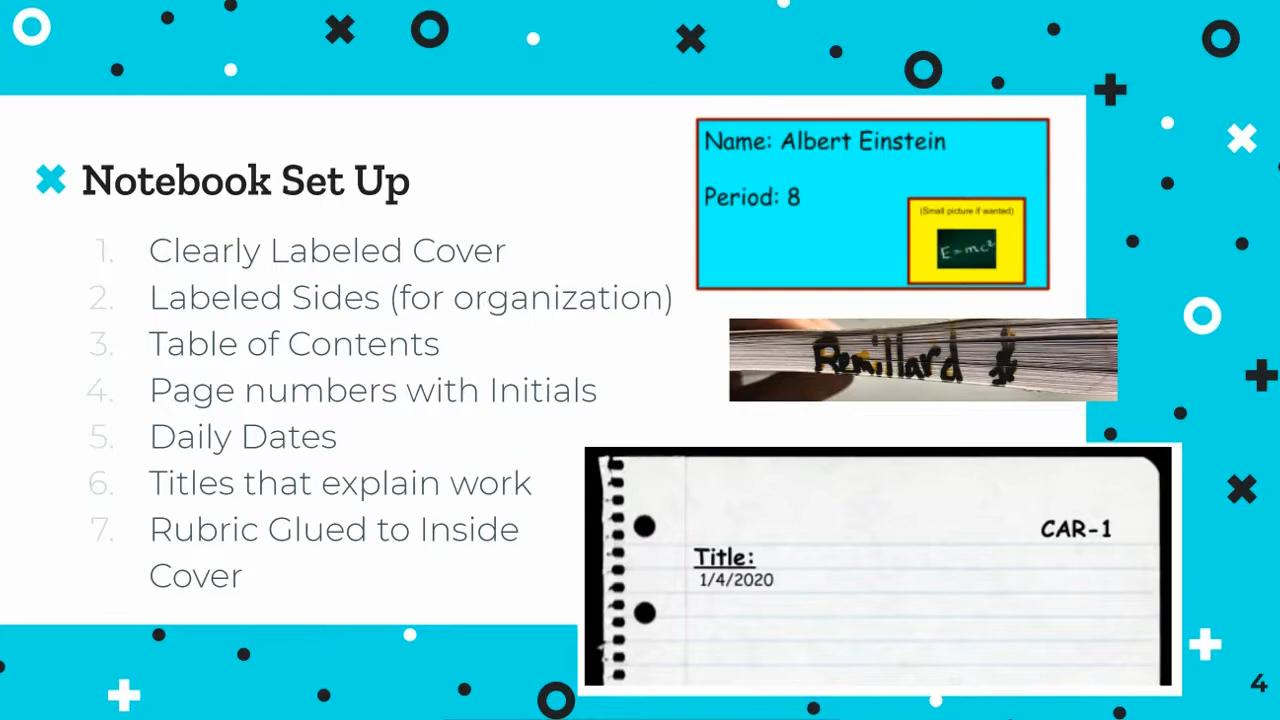 Notebook Set Up
1. Clearly Labeled Cover
2. Labeled Sides (for organization)
3. Table of Contents
4. Page numbers with Initials
5. Daily Dates
6. Titles that explain work
7. Rubric Glued to Inside
Cover
Name: Albert Einstein
Period: 8
(Small picture if wanted)
E=mc²
Remillard
CAR-1
Title:
1/4/2020
4